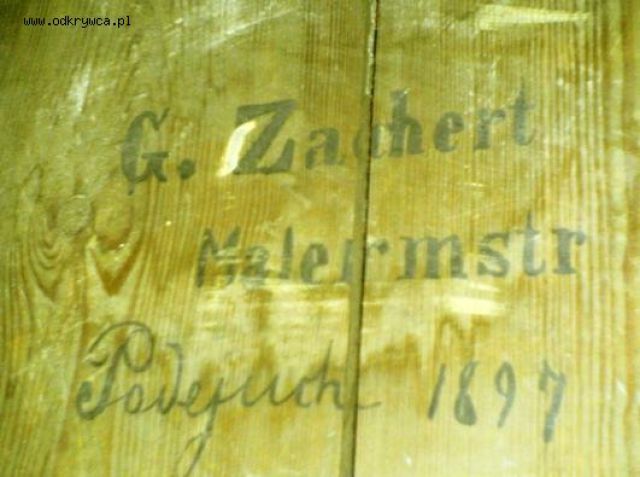 www.odkrywca.pl
G. Zachert
Malermstr
Podejuch 1897